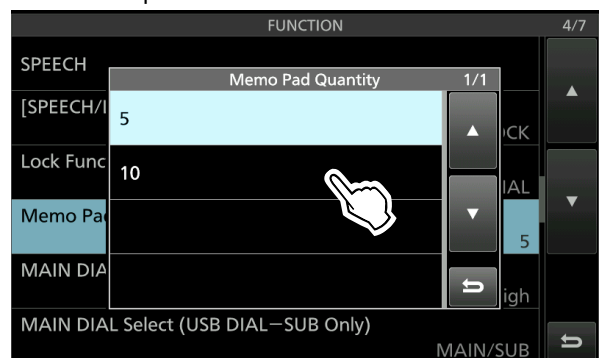 FUNCTION 4/7
SPEECH
Memo Pad Quantity 1/1
[SPEECH/
5
CK
Lock Func
10
IAL
Memo Pa
5
MAIN DIA
igh
MAIN DIAL Select (USB DIAL–SUB Only)
MAIN/SUB